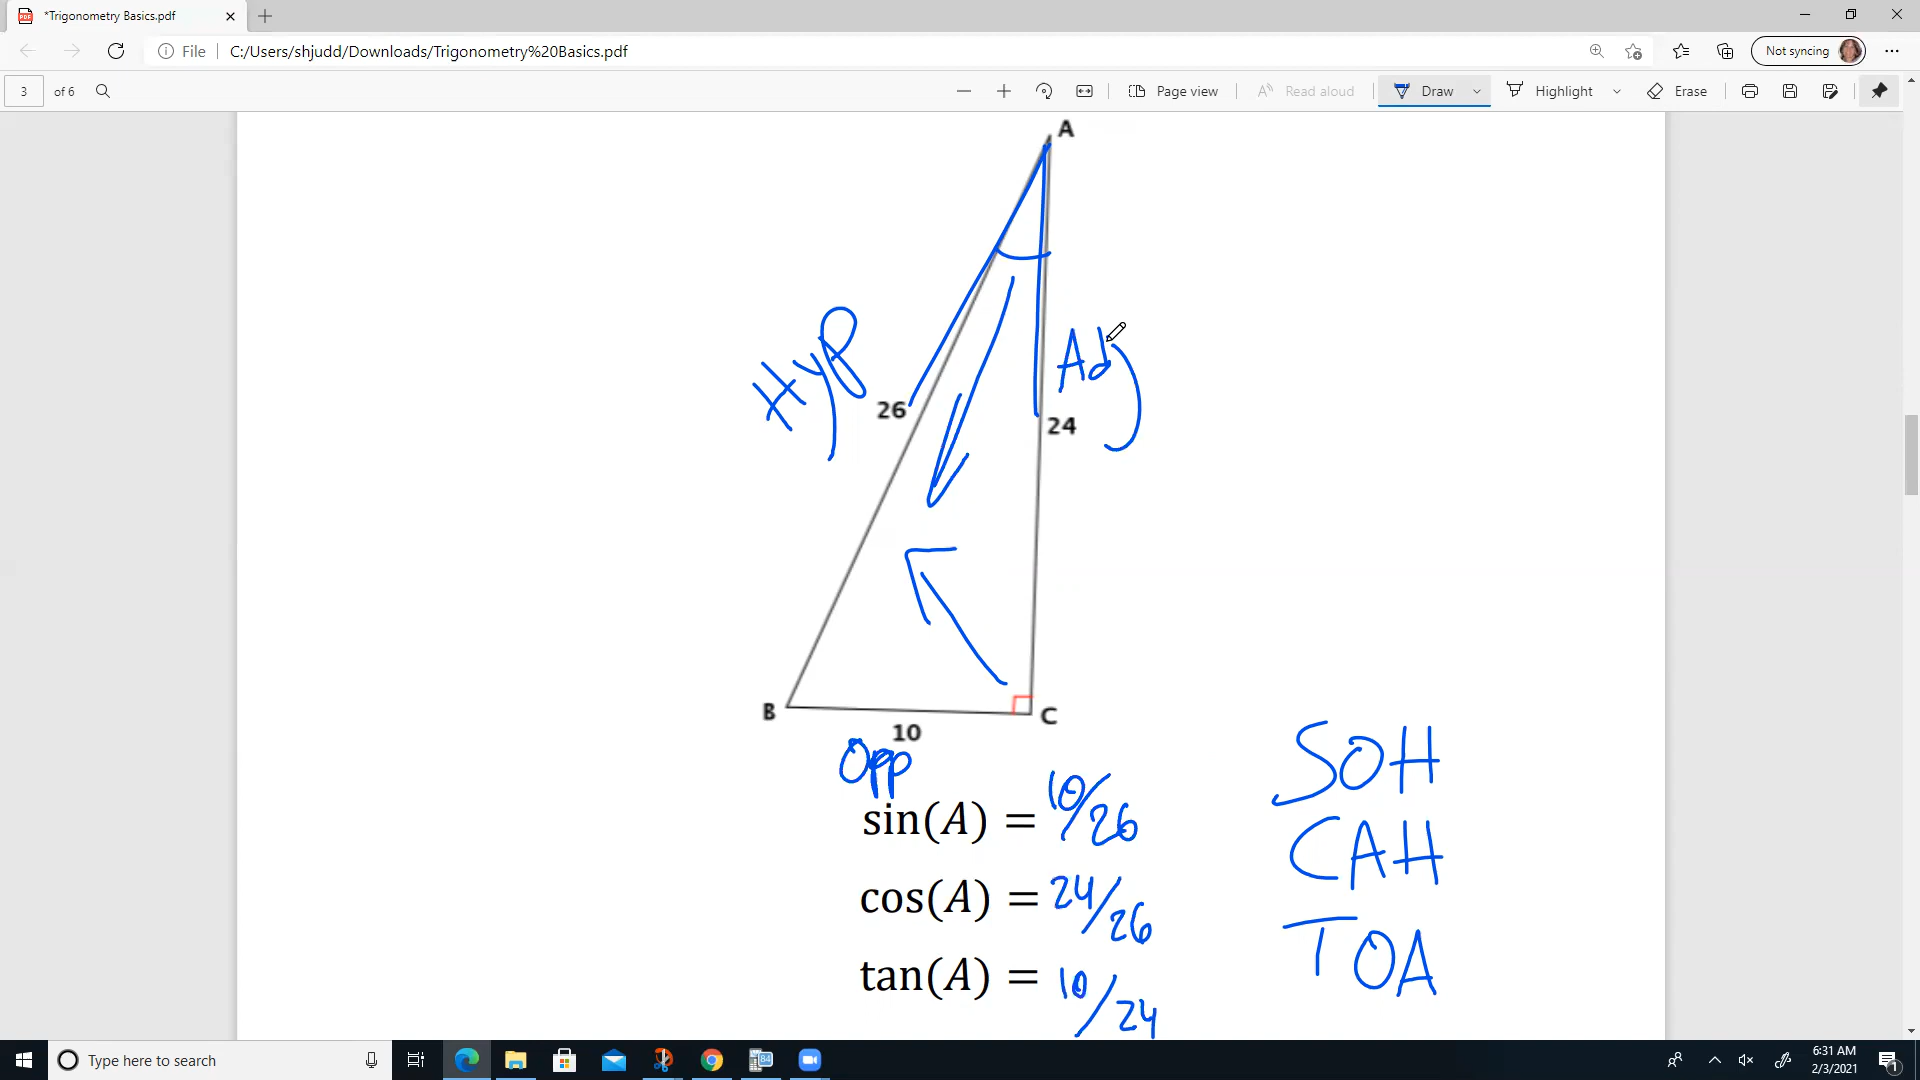 *Trigonometry Basics.pdf
File C:/Users/shjudd/Downloads/Trigonometry%20Basics.pdf
Not syncing
3 of 6
Page view
Read aloud
Draw
Highlight
Erase
A
Hyp
Adj
26
24
B
C
10
Opp
sin(A) = 10/26
cos(A) = 24/26
tan(A) = 10/24
SOH
CAH
TOA
Type here to search
84
6:31 AM
2/3/2021
1